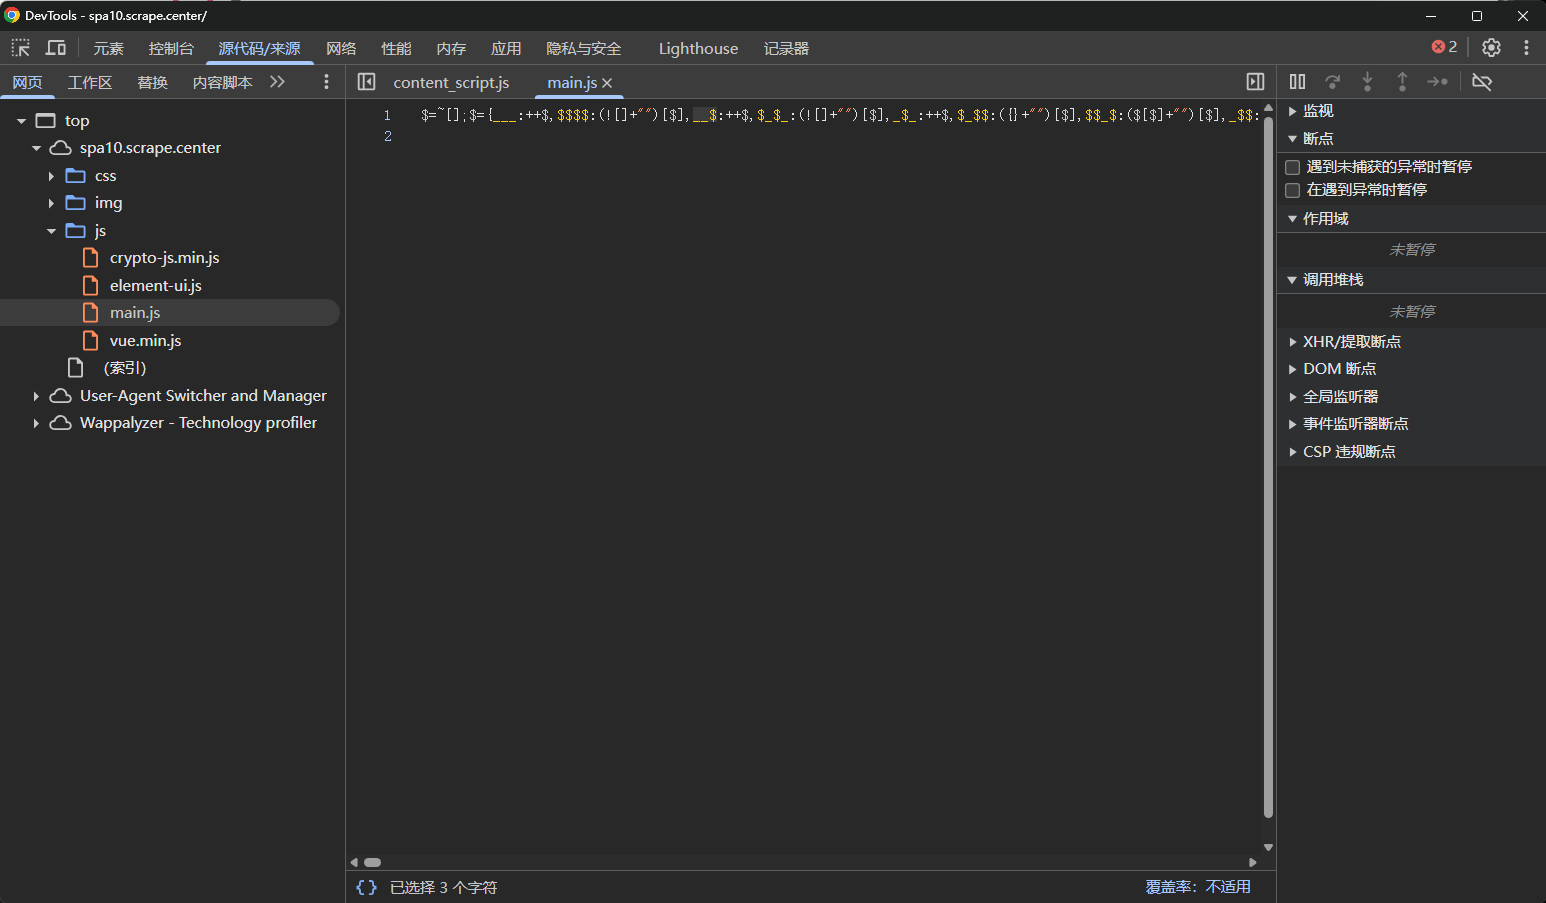 DevTools - spa10.scrape.center/
元素 控制台 源代码/来源 网络 性能 内存 应用 隐私与安全 Lighthouse 记录器 2
网页 工作区 替换 内容脚本 content_script.js main.js
1 $=~[];$={___:++$,$$$$:(![]+"")[$],__$:++$,$_$_:(![]+"")[$],_$_:++$,$_$$:({}+"")[$],$$_$:($[$]+"")[$],_$$:
2
top
spa10.scrape.center
css
img
js
crypto-js.min.js
element-ui.js
main.js
vue.min.js
(索引)
User-Agent Switcher and Manager
Wappalyzer - Technology profiler
监视
断点
遇到未捕获的异常时暂停
在遇到异常时暂停
作用域
未暂停
调用堆栈
未暂停
XHR/提取断点
DOM 断点
全局监听器
事件监听器断点
CSP 违规断点
{} 已选择 3 个字符 覆盖率：不适用